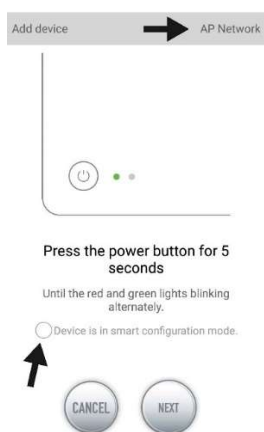 Add device AP Network
Press the power button for 5
seconds
Until the red and green lights blinking
alternately.
Device is in smart configuration mode.
CANCEL NEXT